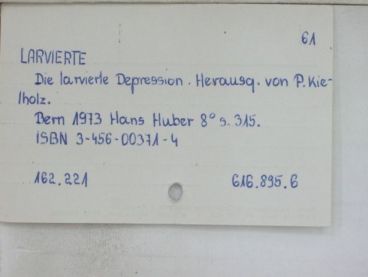 61
LARVIERTE
Die larvierte Depression. Herausg. von P. Kie-
lholz.
Bern 1973 Hans Huber 8° s. 315.
ISBN 3-456-00371-4
162.221 616.895.6